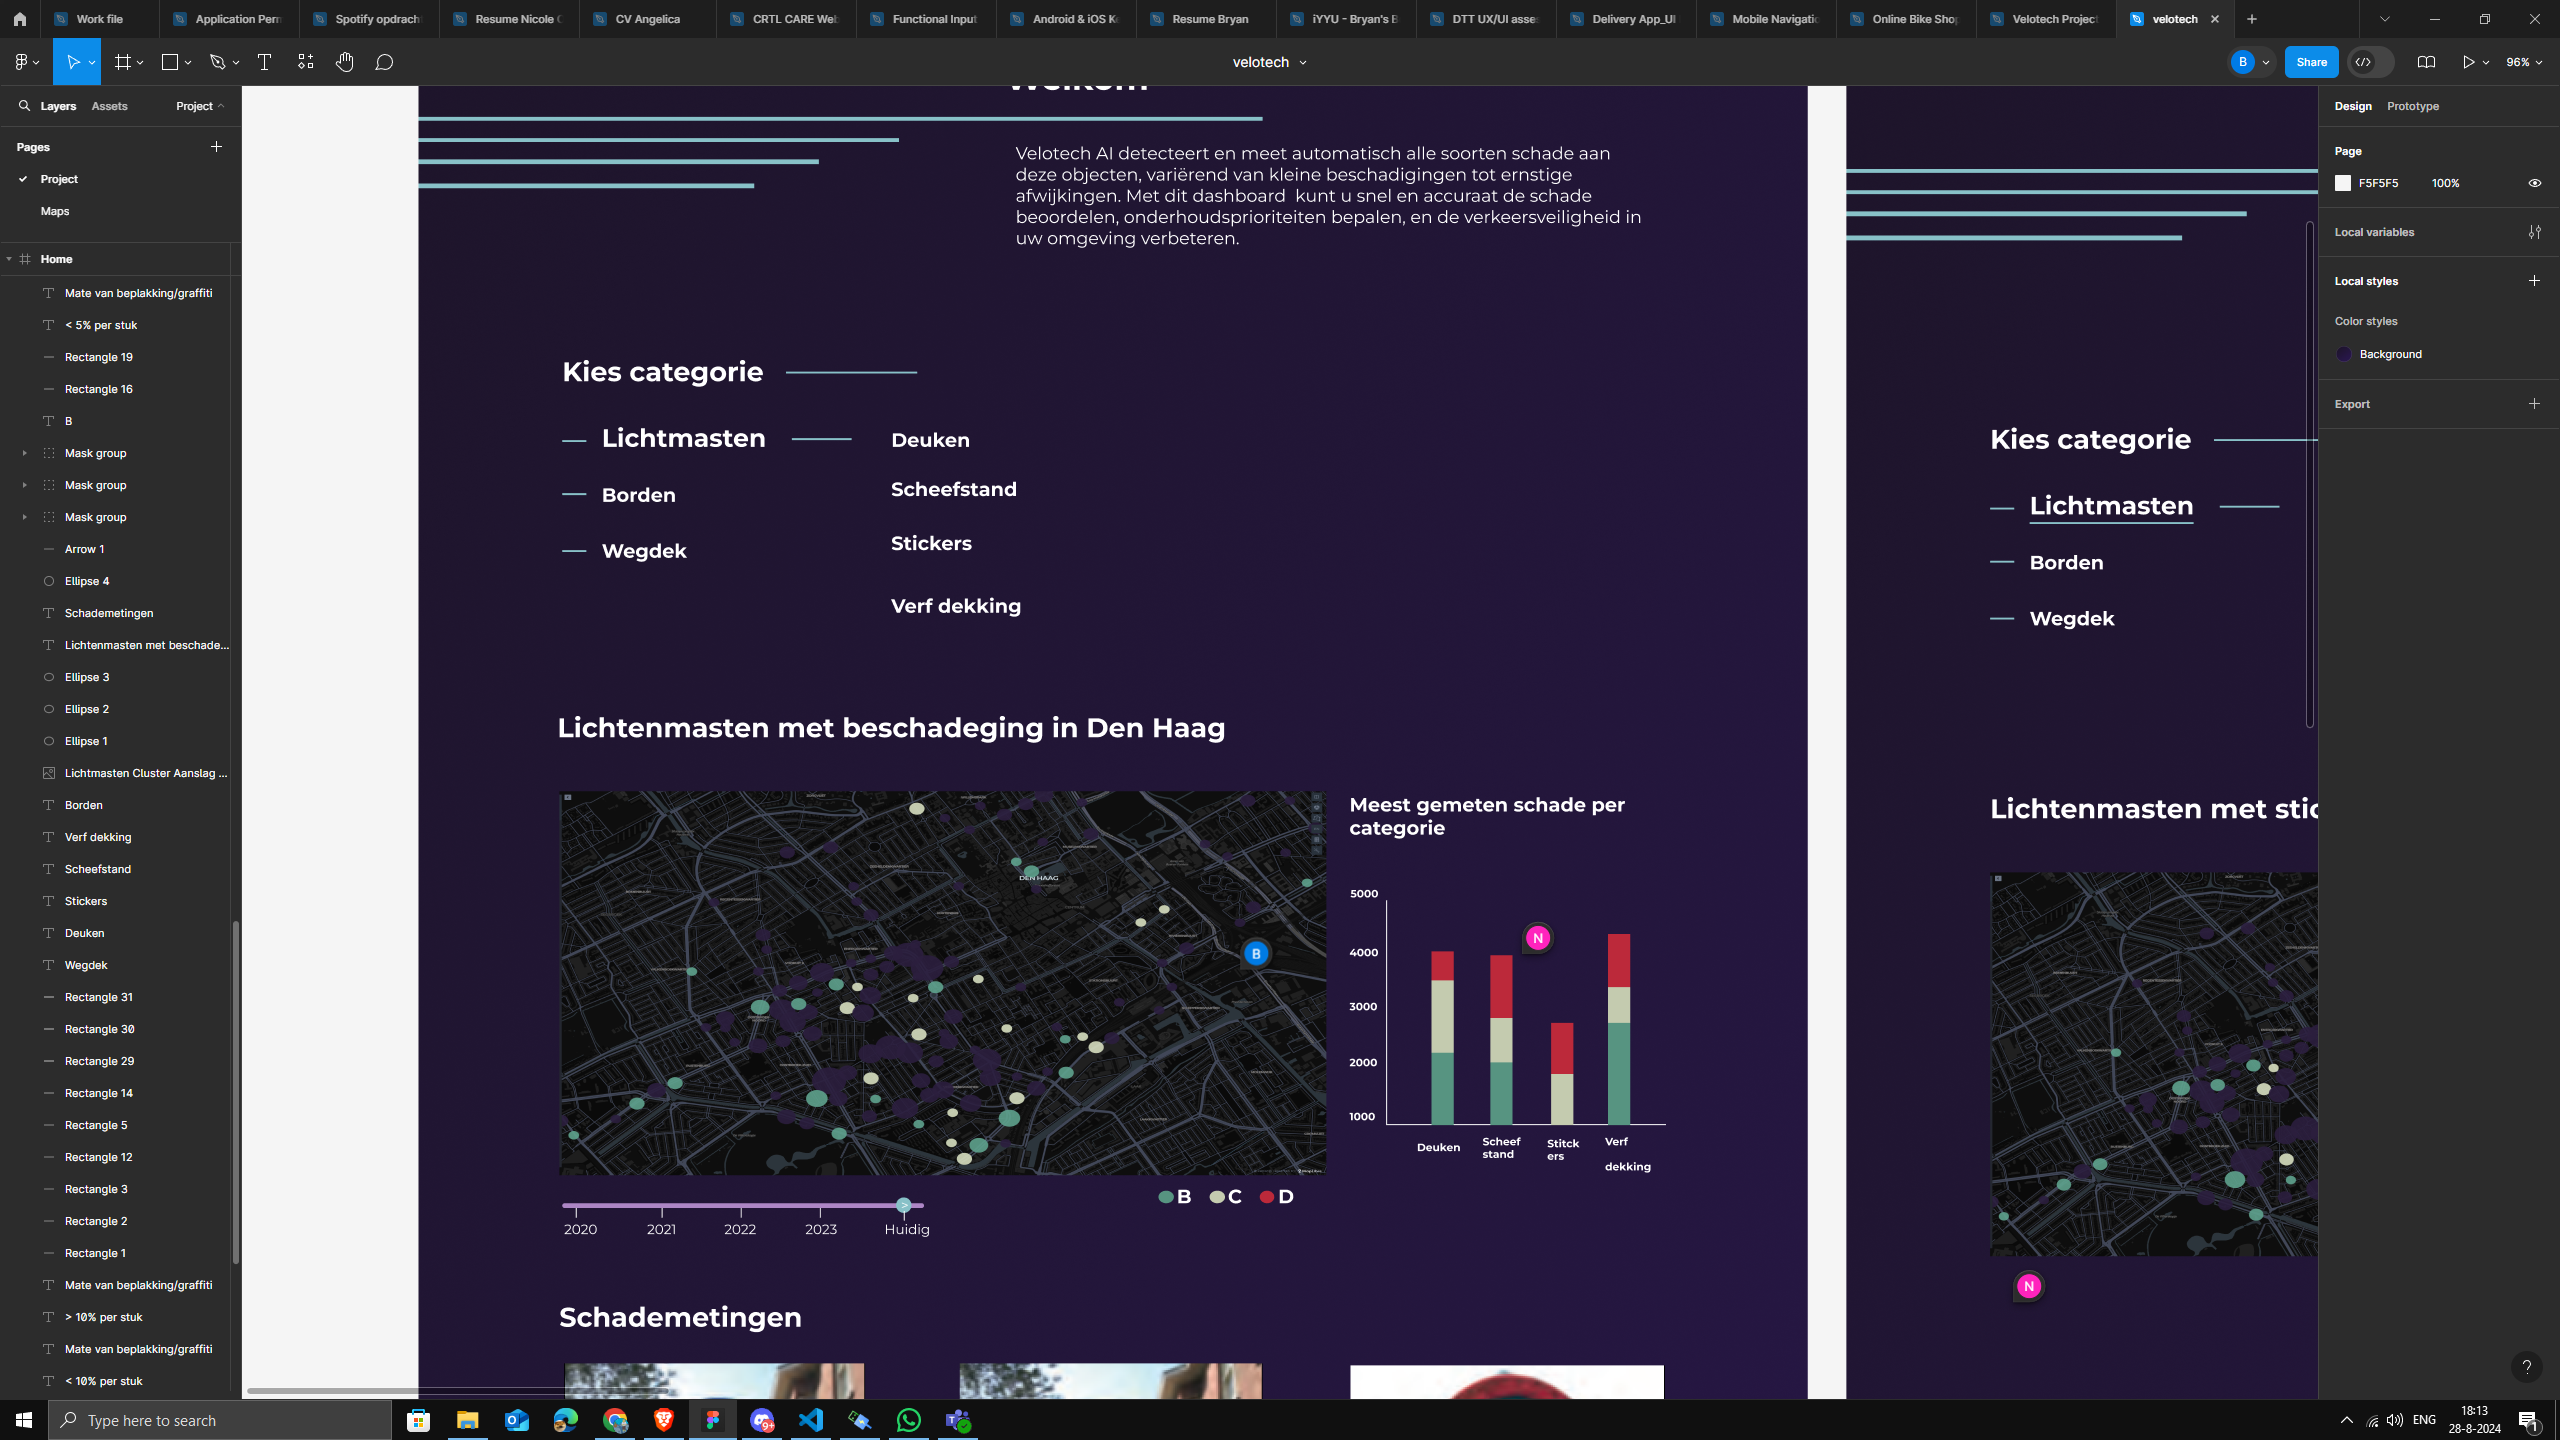 Work file
Application Perr
Spotify opdrach
Resume Nicole
CV Angelica
CRTL CARE We
Functional Input
Android & iOS K
Resume Bryan
iYYU - Bryan's B
DTT UX/UI asse
Delivery App_UI
Mobile Navigati
Online Bike Sho
Velotech Projec
velotech
velotech
B
Share
96%
Layers
Assets
Project
Pages
Project
Maps
Home
Mate van beplakking/graffiti
< 5% per stuk
Rectangle 19
Rectangle 16
B
Mask group
Mask group
Mask group
Arrow 1
Ellipse 4
Schademetingen
Lichtenmasten met beschade...
Ellipse 3
Ellipse 2
Ellipse 1
Lichtmasten Cluster Aanslag ...
Borden
Verf dekking
Scheefstand
Stickers
Deuken
Wegdek
Rectangle 31
Rectangle 30
Rectangle 29
Rectangle 14
Rectangle 5
Rectangle 12
Rectangle 3
Rectangle 2
Rectangle 1
Mate van beplakking/graffiti
> 10% per stuk
Mate van beplakking/graffiti
< 10% per stuk
Welkom
Velotech AI detecteert en meet automatisch alle soorten schade aan
deze objecten, variërend van kleine beschadigingen tot ernstige
afwijkingen. Met dit dashboard  kunt u snel en accuraat de schade
beoordelen, onderhoudsprioriteiten bepalen, en de verkeersveiligheid in
uw omgeving verbeteren.
Kies categorie
Lichtmasten
Borden
Wegdek
Deuken
Scheefstand
Stickers
Verf dekking
Lichtenmasten met beschadeging in Den Haag
DEN HAAG
B
2020
2021
2022
2023
Huidig
B
C
D
Meest gemeten schade per
categorie
5000
4000
3000
2000
1000
N
Deuken
Scheef
stand
Stitck
ers
Verf
dekking
Schademetingen
Kies categorie
Lichtmasten
Borden
Wegdek
Lichtenmasten met stic
N
Design
Prototype
Page
F5F5F5
100%
Local variables
Local styles
Color styles
Background
Export
?
Type here to search
9+
ENG
18:13
28-8-2024
1